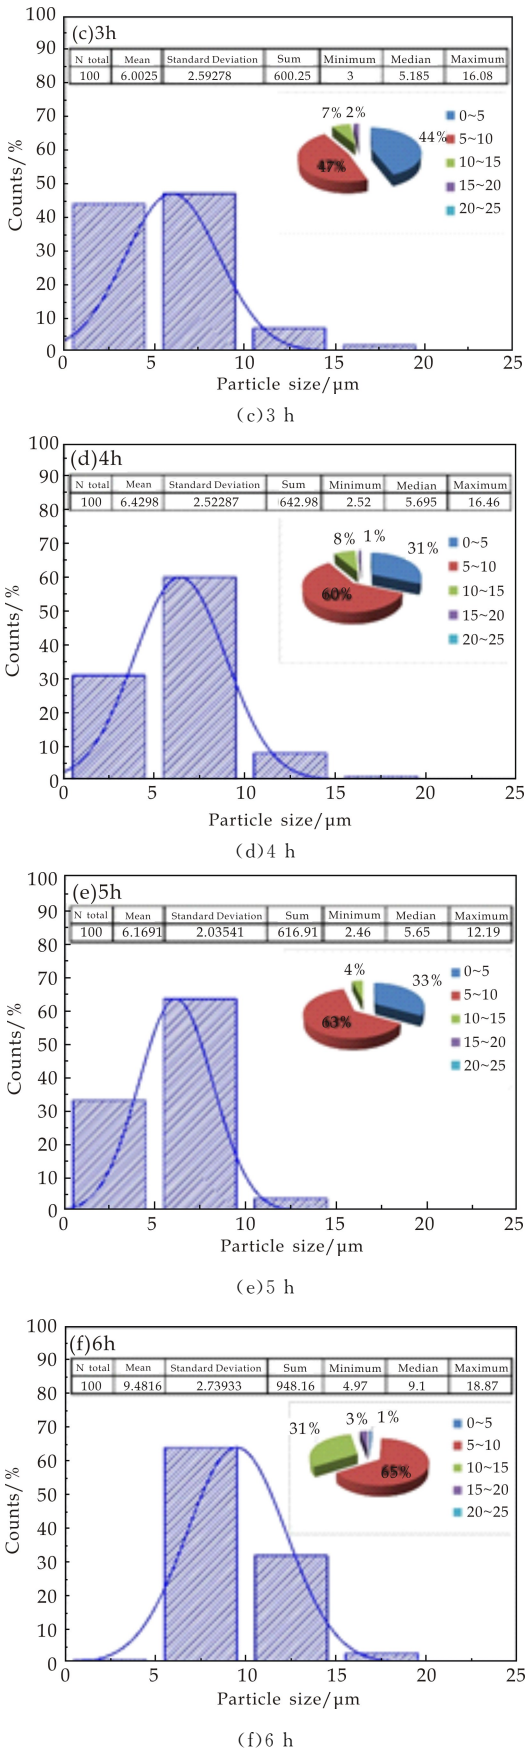 (c)3h
N total Mean Standard Deviation Sum Minimum Median Maximum
100 6.0025 2.59278 600.25 3 5.185 16.08
7% 2%
44%
47%
0~5
5~10
10~15
15~20
20~25
Counts/%
100
90
80
70
60
50
40
30
20
10
0
0 5 10 15 20 25
Particle size/μm
(c)3 h
(d)4h
N total Mean Standard Deviation Sum Minimum Median Maximum
100 6.4298 2.52287 642.98 2.52 5.695 16.46
8% 1%
31%
60%
0~5
5~10
10~15
15~20
20~25
Counts/%
100
90
80
70
60
50
40
30
20
10
0
0 5 10 15 20 25
Particle size/μm
(d)4 h
(e)5h
N total Mean Standard Deviation Sum Minimum Median Maximum
100 6.1691 2.03541 616.91 2.46 5.65 12.19
4%
33%
63%
0~5
5~10
10~15
15~20
20~25
Counts/%
100
90
80
70
60
50
40
30
20
10
0
0 5 10 15 20 25
Particle size/μm
(e)5 h
(f)6h
N total Mean Standard Deviation Sum Minimum Median Maximum
100 9.4816 2.73933 948.16 4.97 9.1 18.87
31% 3% 1%
65%
0~5
5~10
10~15
15~20
20~25
Counts/%
100
90
80
70
60
50
40
30
20
10
0
0 5 10 15 20 25
Particle size/μm
(f)6 h